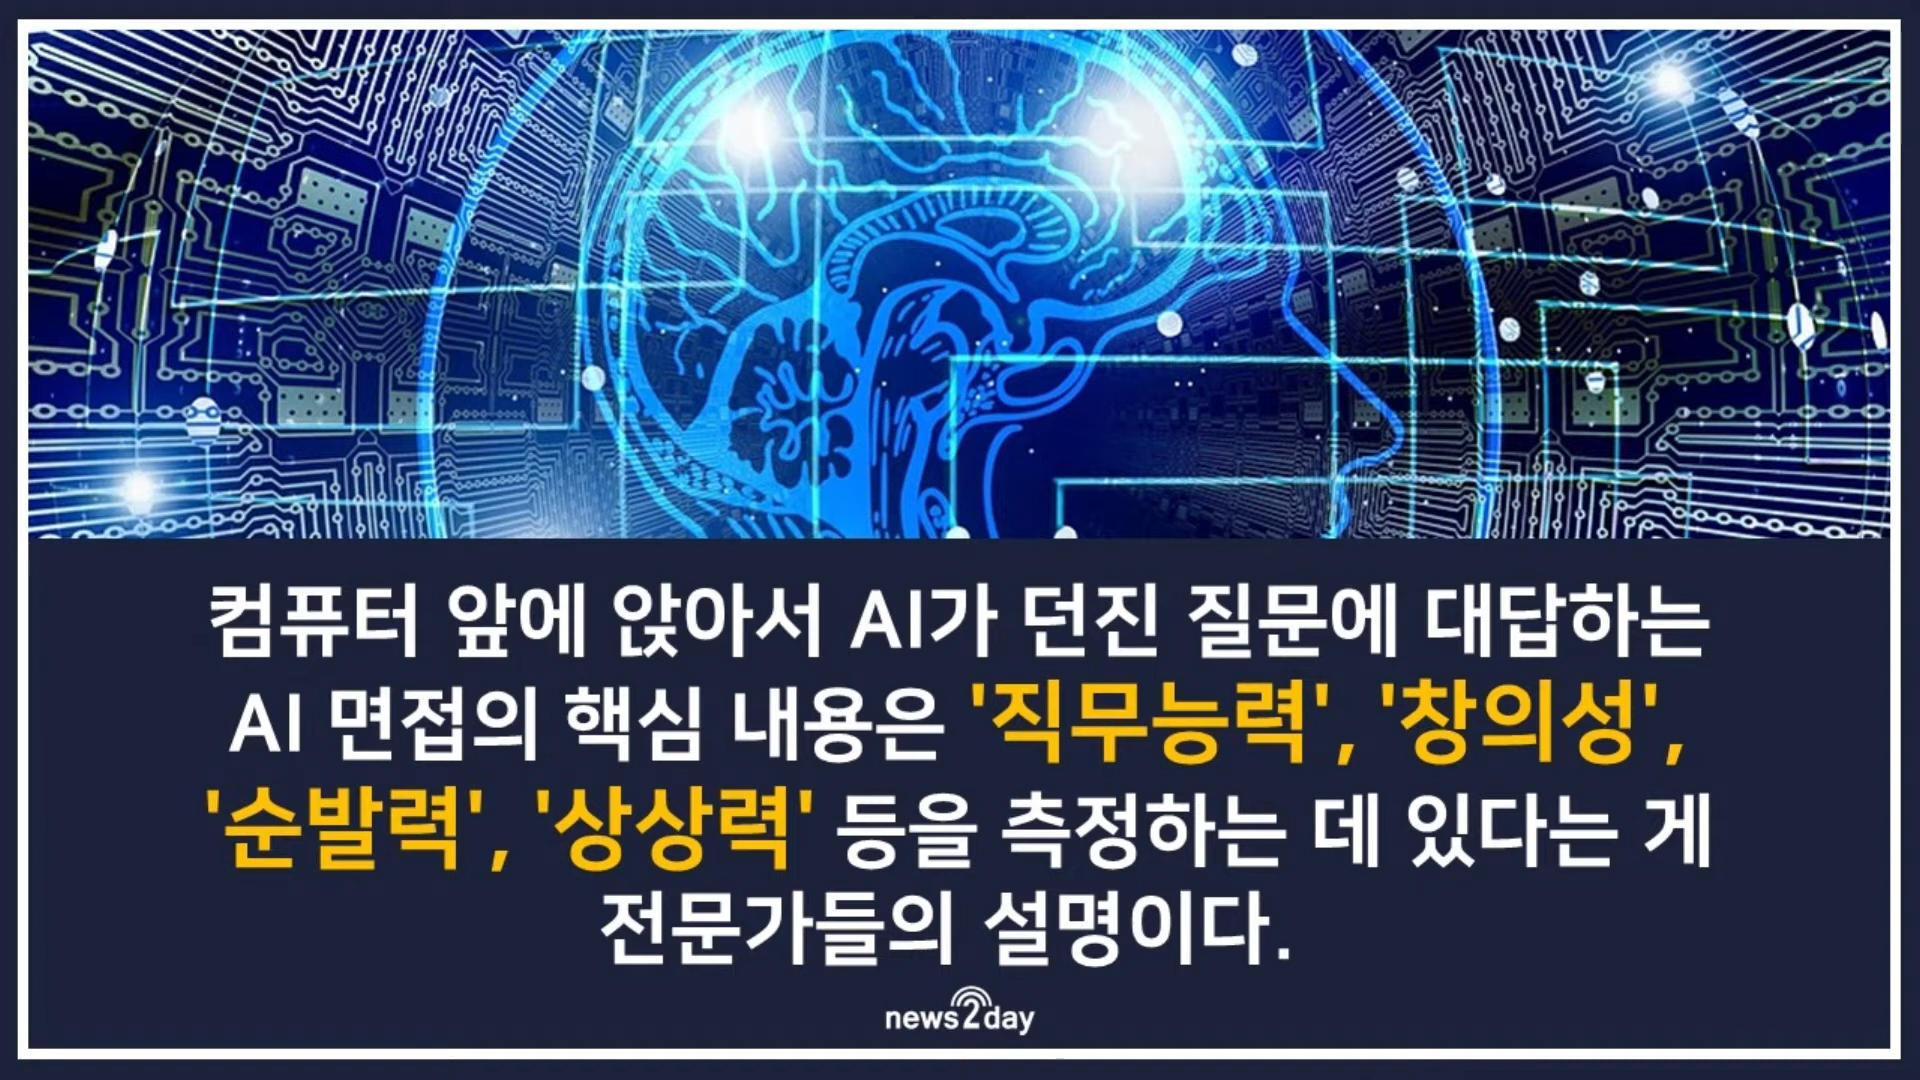 컴퓨터 앞에 앉아서 AI가 던진 질문에 대답하는
AI 면접의 핵심 내용은 '직무능력', '창의성',
'순발력', '상상력' 등을 측정하는 데 있다는 게
전문가들의 설명이다.
news2day